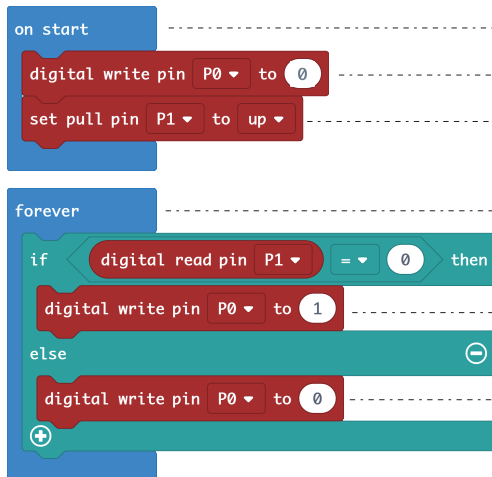 on start
digital write pin P0 to 0
set pull pin P1 to up
forever
if digital read pin P1 = 0 then
digital write pin P0 to 1
else
digital write pin P0 to 0